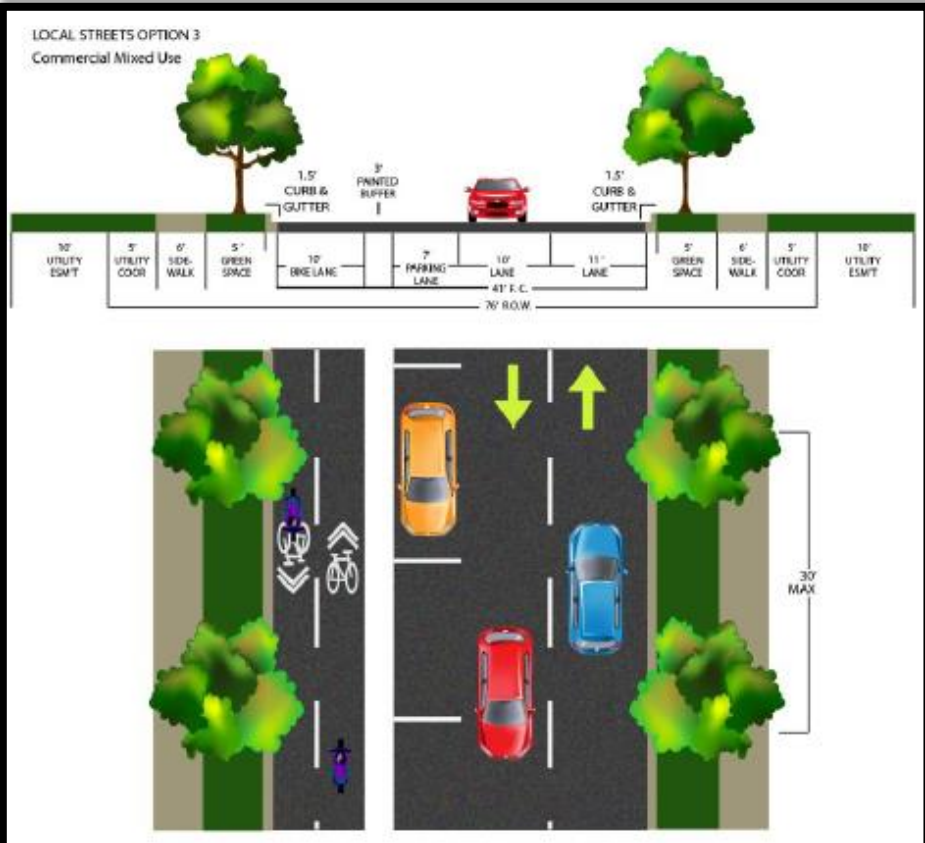 LOCAL STREETS OPTION 3
Commercial Mixed Use
1.5'
CURB &
GUTTER
3'
PAINTED
BUFFER
1.5'
CURB &
GUTTER
10'
UTILITY
ESM'T
5'
UTILITY
COOR
6'
SIDE-
WALK
5'
GREEN
SPACE
10'
BIKE LANE
7'
PARKING
LANE
10'
LANE
11'
LANE
5'
GREEN
SPACE
6'
SIDE-
WALK
5'
UTILITY
COOR
10'
UTILITY
ESM'T
41' F.C.
76' R.O.W.
30'
MAX